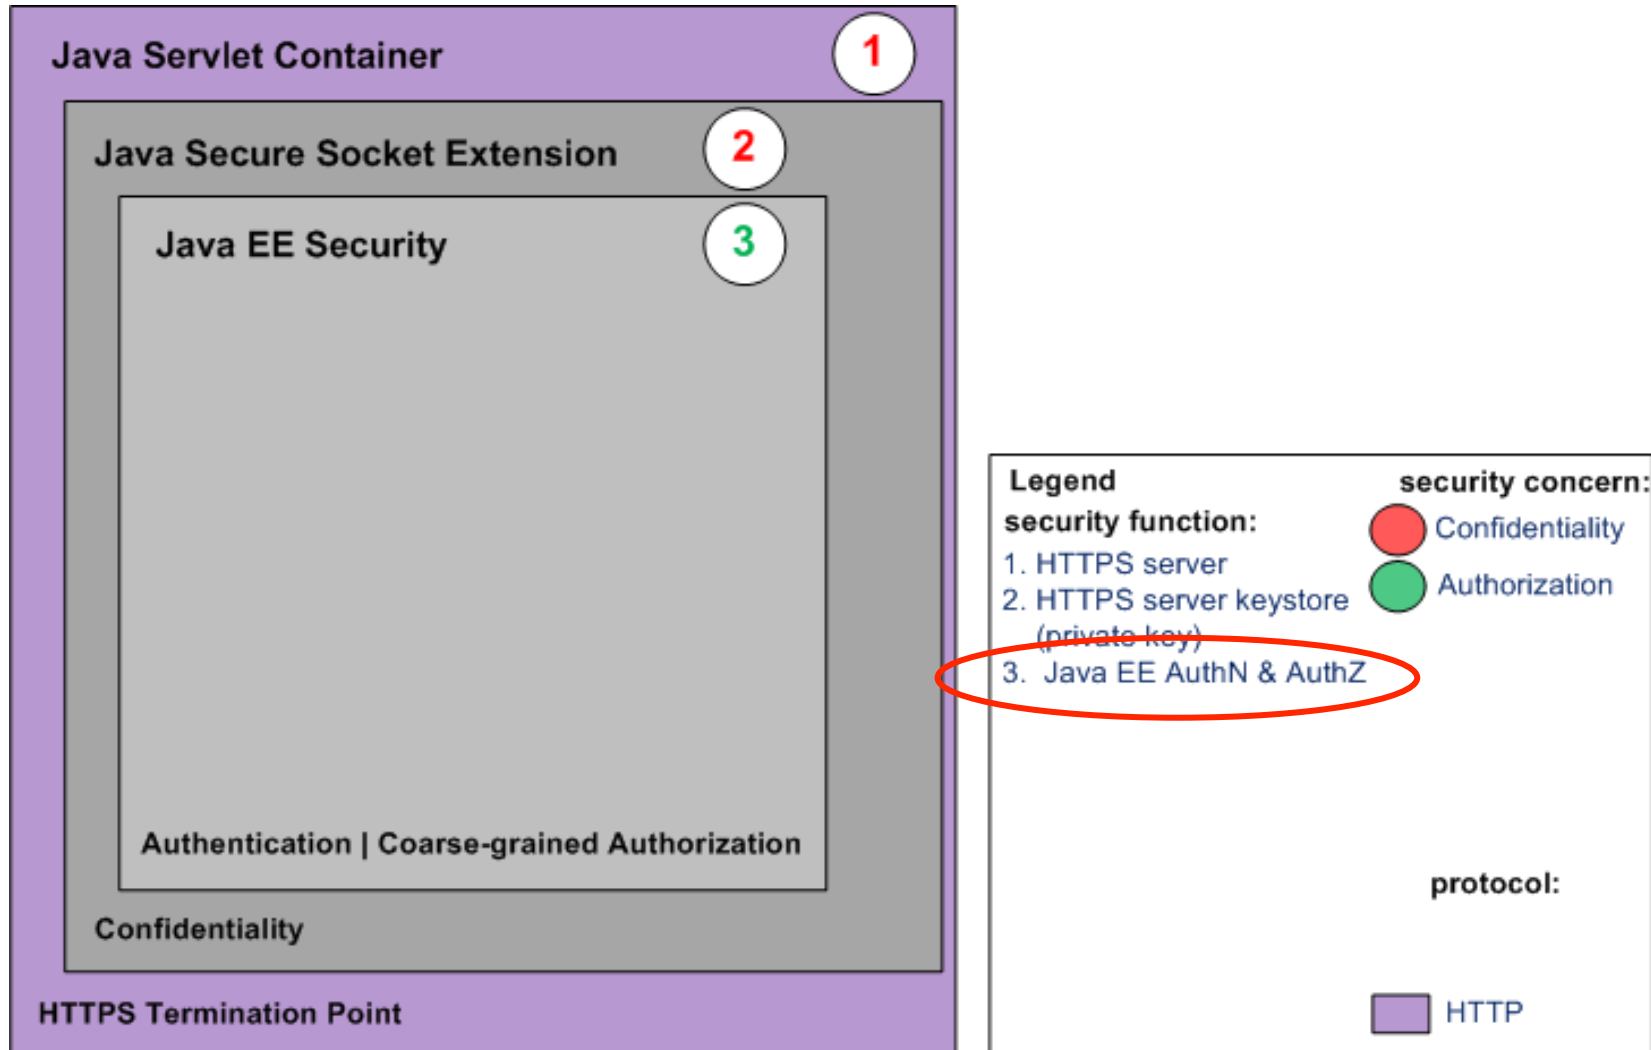 Java Servlet Container
1
Java Secure Socket Extension
2
Java EE Security
3
Authentication | Coarse-grained Authorization
Confidentiality
HTTPS Termination Point
Legend
security function:
1. HTTPS server
2. HTTPS server keystore
(private key)
3. Java EE AuthN & AuthZ
security concern:
Confidentiality
Authorization
protocol:
HTTP